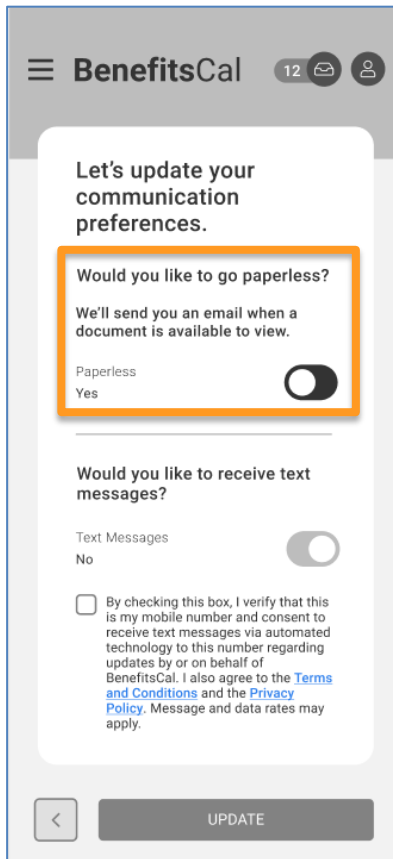 BenefitsCal 12
Let's update your
communication
preferences.
Would you like to go paperless?
We'll send you an email when a
document is available to view.
Paperless
Yes
Would you like to receive text
messages?
Text Messages
No
By checking this box, I verify that this
is my mobile number and consent to
receive text messages via automated
technology to this number regarding
updates by or on behalf of
BenefitsCal. I also agree to the Terms
and Conditions and the Privacy
Policy. Message and data rates may
apply.
UPDATE